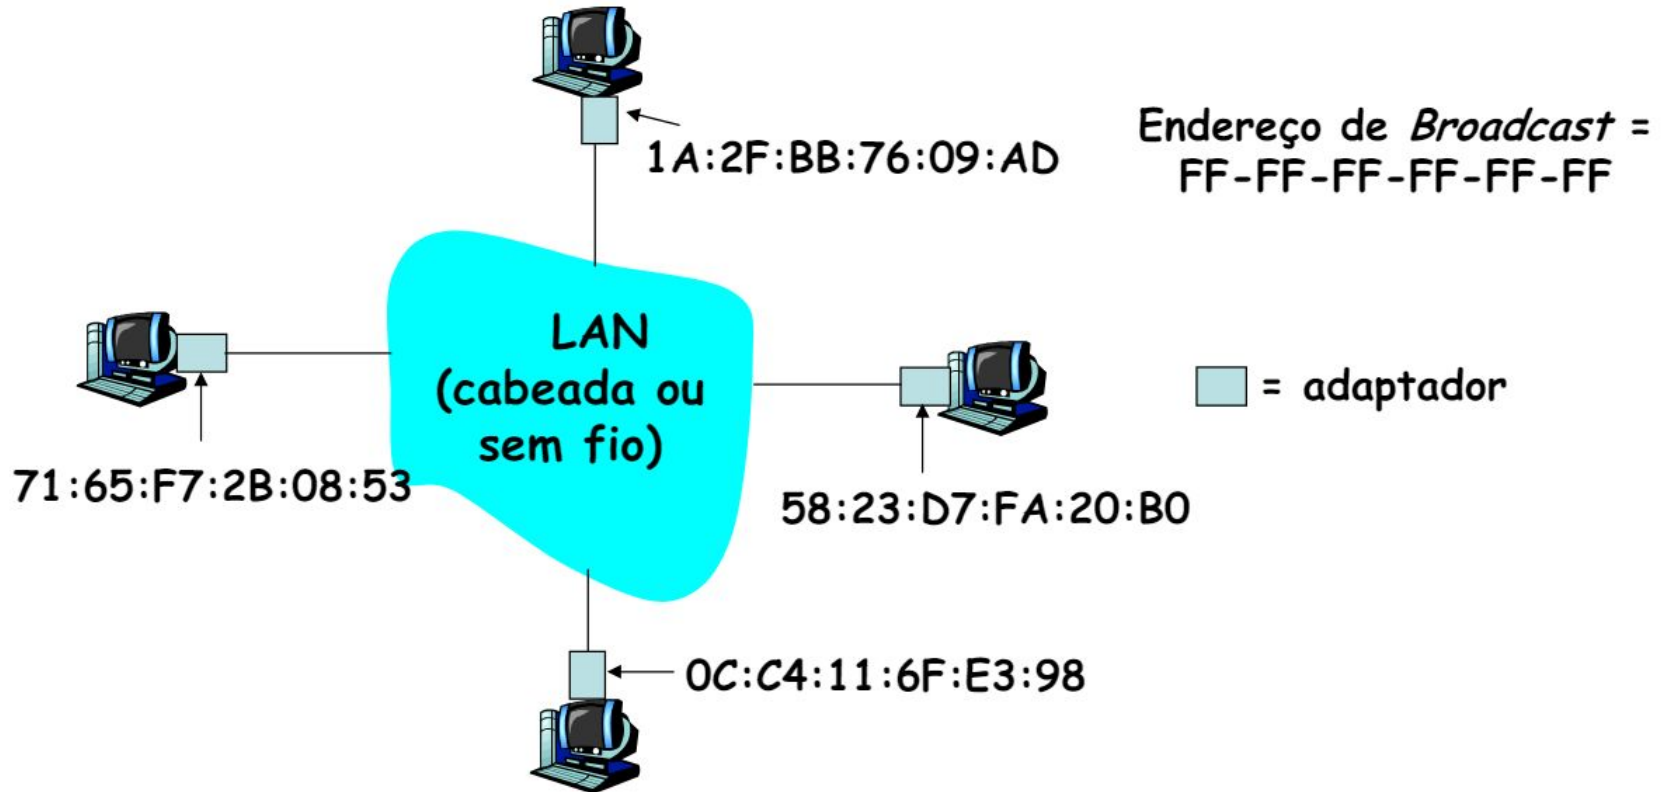 1A:2F:BB:76:09:AD
Endereço de Broadcast =
FF-FF-FF-FF-FF-FF
LAN
(cabeada ou
sem fio)
= adaptador
71:65:F7:2B:08:53
58:23:D7:FA:20:B0
0C:C4:11:6F:E3:98